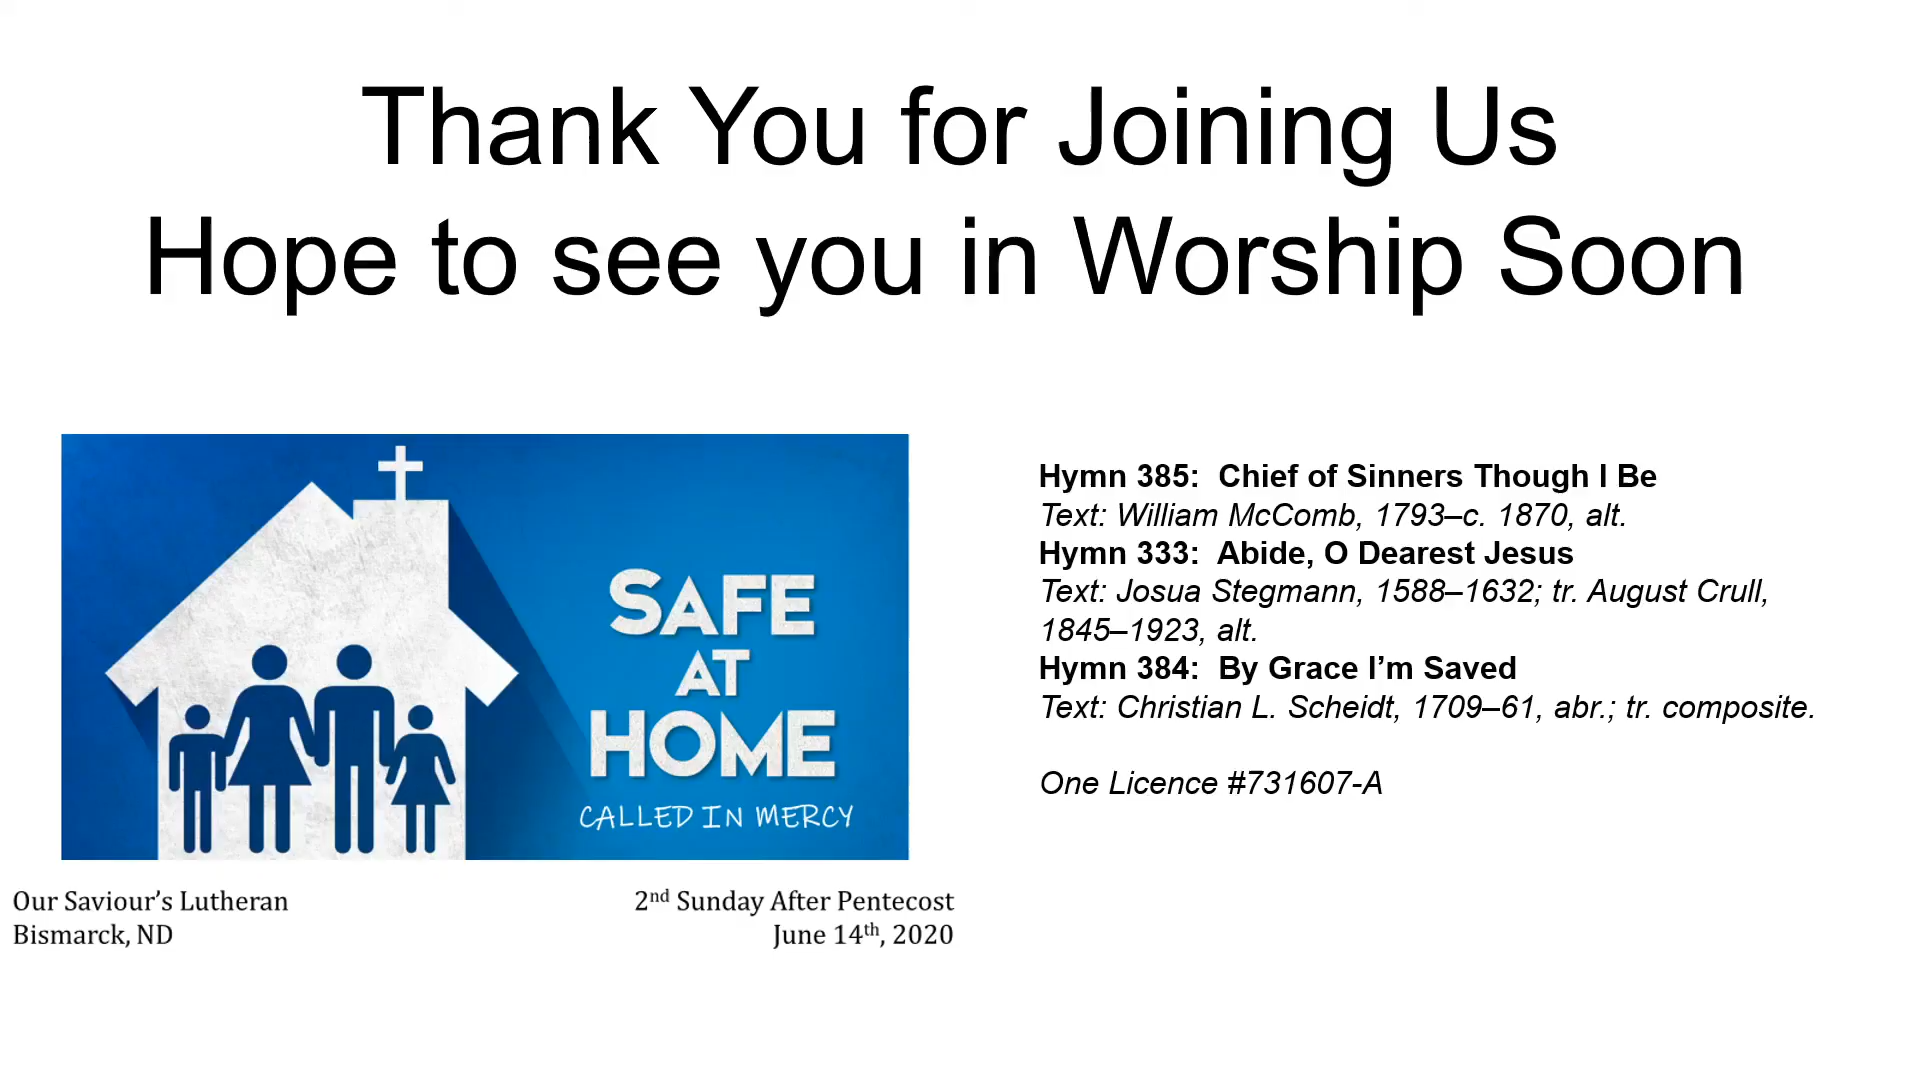 Thank You for Joining Us
Hope to see you in Worship Soon
SAFE
AT
HOME
CALLED IN MERCY
Our Saviour’s Lutheran
Bismarck, ND
2nd Sunday After Pentecost
June 14th, 2020
Hymn 385:  Chief of Sinners Though I Be
Text: William McComb, 1793–c. 1870, alt.
Hymn 333:  Abide, O Dearest Jesus
Text: Josua Stegmann, 1588–1632; tr. August Crull,
1845–1923, alt.
Hymn 384:  By Grace I’m Saved
Text: Christian L. Scheidt, 1709–61, abr.; tr. composite.
One Licence #731607-A